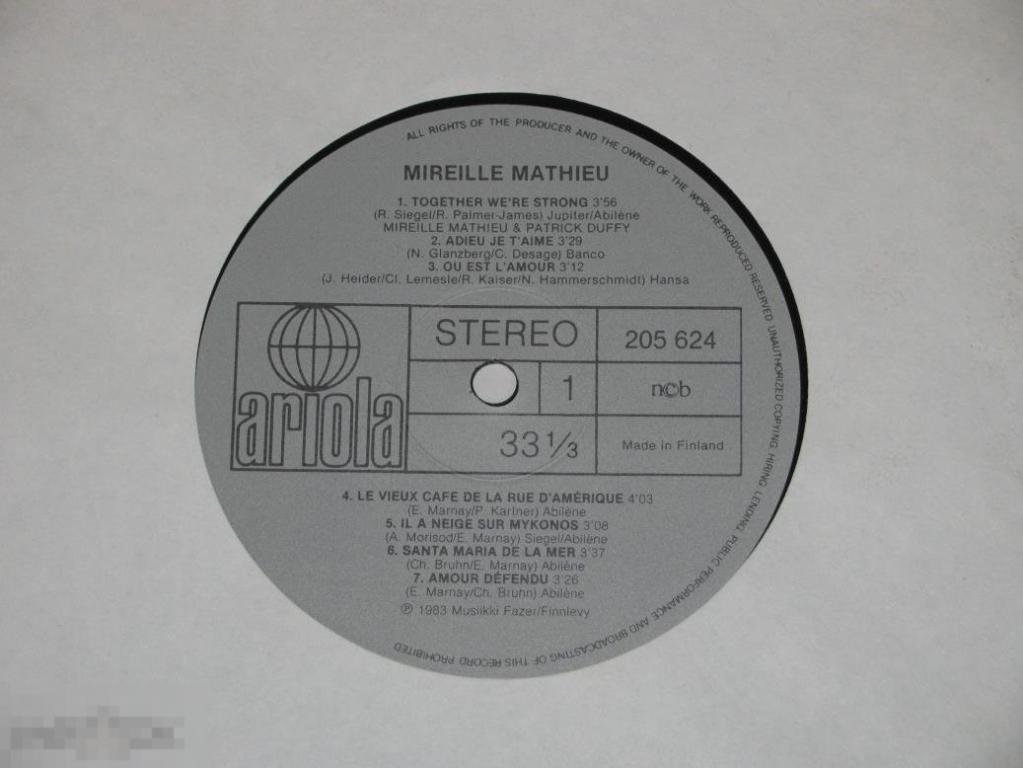 ALL RIGHTS OF THE PRODUCER AND THE OWNER OF THE WORK REPRODUCED RESERVED UNAUTHORIZED COPYING, HIRING, LENDING, PUBLIC PERFORMANCE AND BROADCASTING OF THIS RECORD PROHIBITED
MIREILLE MATHIEU
1. TOGETHER WE'RE STRONG 3'56
(R. Siegel/R. Palmer-James) Jupiter/Abilène
MIREILLE MATHIEU & PATRICK DUFFY
2. ADIEU JE T'AIME 3'29
(N. Glanzberg/C. Desage) Banco
3. OU EST L'AMOUR 3'12
(J. Heider/Cl. Lemesle/R. Kaiser/N. Hammerschmidt) Hansa
ariola
STEREO
205 624
1
n©b
33 1/3
Made in Finland
4. LE VIEUX CAFE DE LA RUE D'AMÉRIQUE 4'03
(E. Marnay/P. Kartner) Abilène
5. IL A NEIGE SUR MYKONOS 3'08
(A. Morisod/E. Marnay) Siegel/Abilène
6. SANTA MARIA DE LA MER 3'37
(Ch. Bruhn/E. Marnay) Abilène
7. AMOUR DÉFENDU 3'26
(E. Marnay/Ch. Bruhn) Abilène
℗ 1983 Musiikki Fazer/Finnlevy